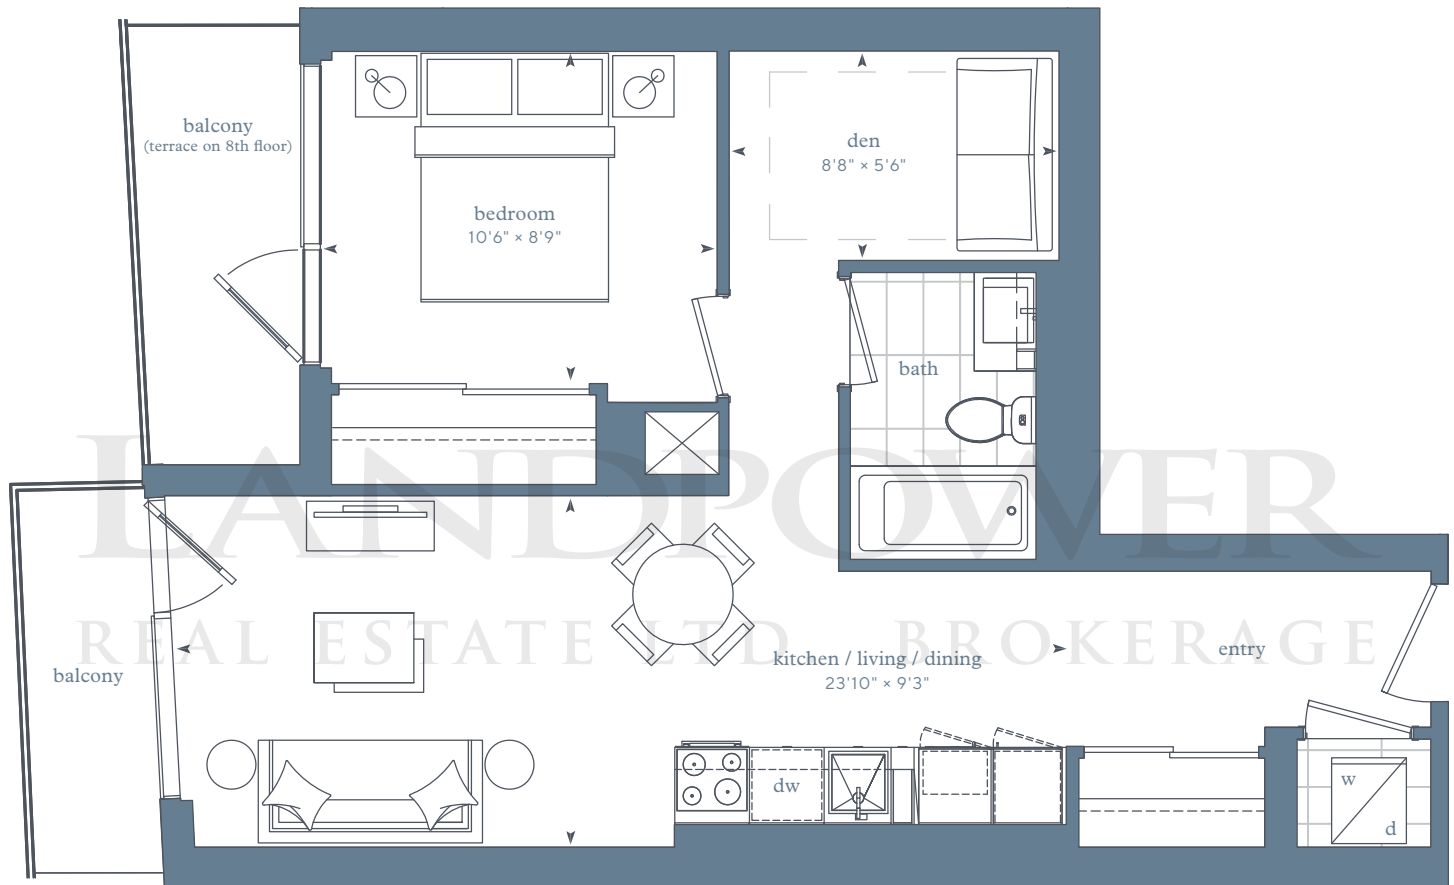 balcony
(terrace on 8th floor)
bedroom
10'6" × 8'9"
den
8'8" × 5'6"
bath
LANDPOWER
REAL ESTATE LTD BROKERAGE
balcony
kitchen / living / dining
23'10" × 9'3"
entry
dw
w
d